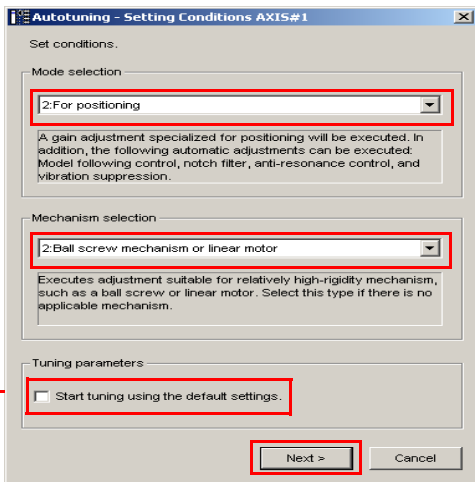 Autotuning - Setting Conditions AXIS#1
Set conditions.
Mode selection
2:For positioning
A gain adjustment specialized for positioning will be executed. In
addition, the following automatic adjustments can be executed:
Model following control, notch filter, anti-resonance control, and
vibration suppression.
Mechanism selection
2:Ball screw mechanism or linear motor
Executes adjustment suitable for relatively high-rigidity mechanism,
such as a ball screw or linear motor. Select this type if there is no
applicable mechanism.
Tuning parameters
Start tuning using the default settings.
Next >
Cancel